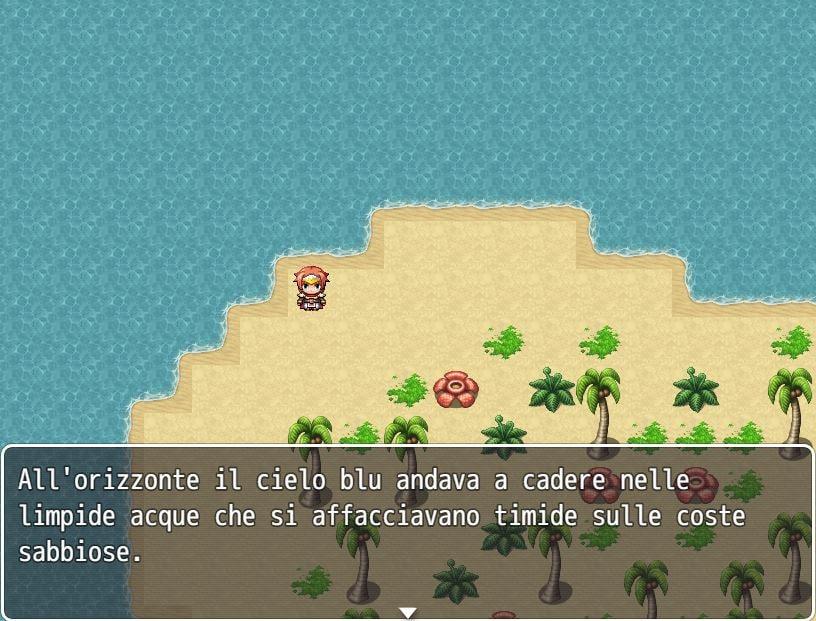 All'orizzonte il cielo blu andava a cadere nelle
limpide acque che si affacciavano timide sulle coste
sabbiose.